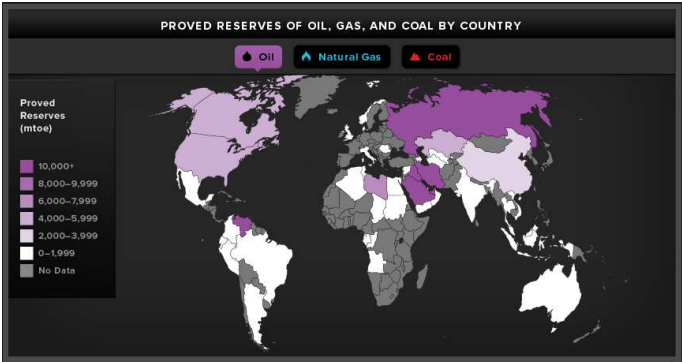 PROVED RESERVES OF OIL, GAS, AND COAL BY COUNTRY
Oil
Natural Gas
Coal
Proved
Reserves
(mtoe)
10,000+
8,000–9,999
6,000–7,999
4,000–5,999
2,000–3,999
0–1,999
No Data